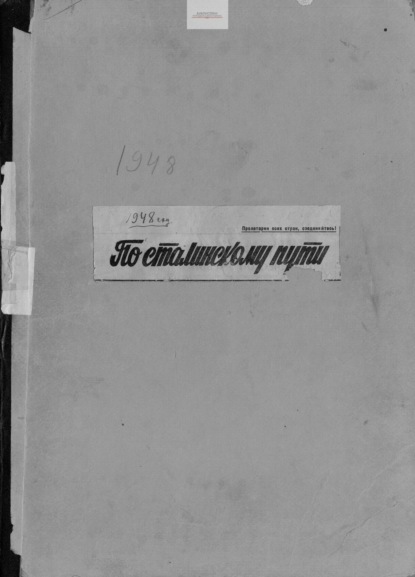 1948
1948 год
Пролетарии всех стран, соединяйтесь!
По сталинскому пути